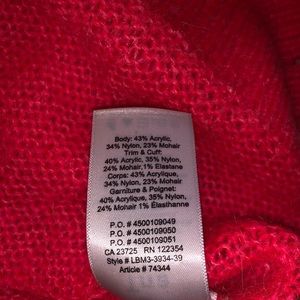 Body: 43% Acrylic,
34% Nylon, 23% Mohair
Trim & Cuff:
40% Acrylic, 35% Nylon,
24% Mohair, 1% Elastane
Corps: 43% Acrylique,
34% Nylon, 23% Mohair
Garniture & Poignet:
40% Acrylique, 35% Nylon,
24% Mohair 1% Élasthanne
P.O. # 4500109049
P.O. # 4500109050
P.O. # 4500109051
CA 23725 RN 122354
Style # LBM3-3934-39
Article # 74344